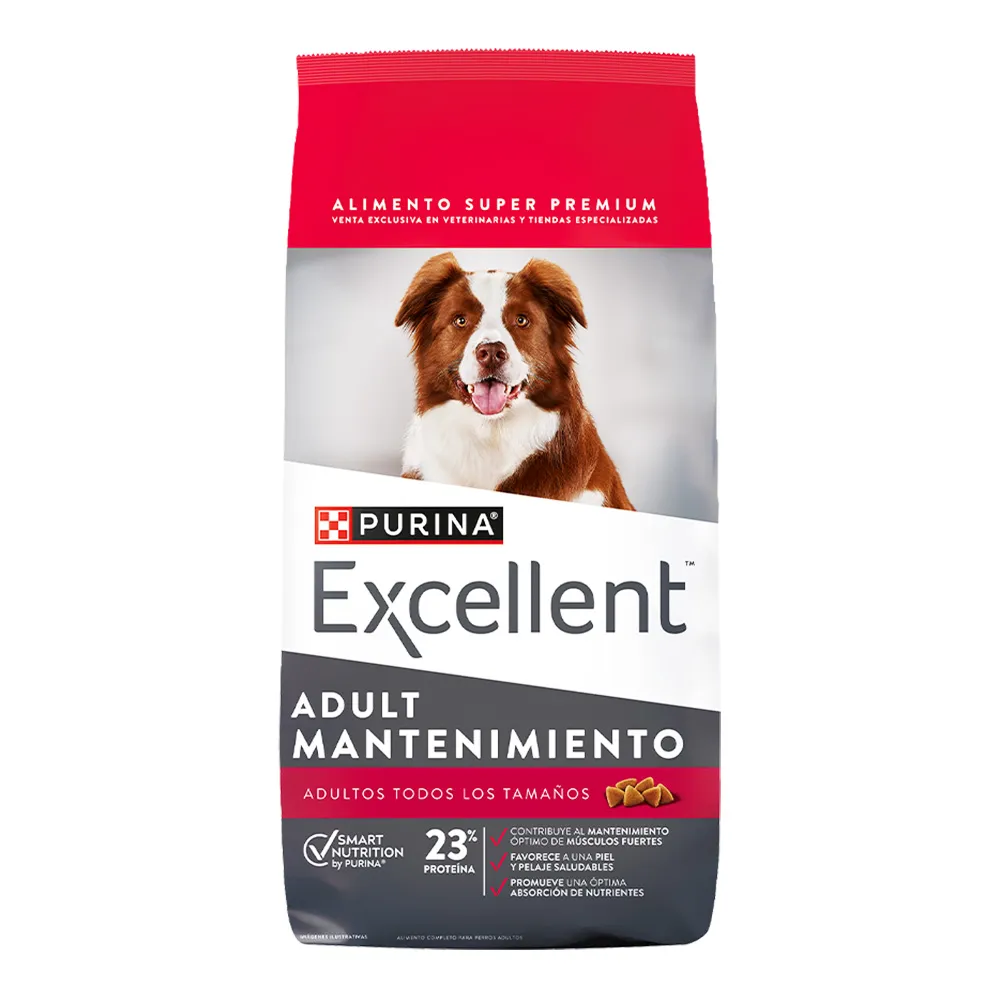 ALIMENTO SUPER PREMIUM
VENTA EXCLUSIVA EN VETERINARIAS Y TIENDAS ESPECIALIZADAS
PURINA®
Excellent™
ADULT
MANTENIMIENTO
ADULTOS TODOS LOS TAMAÑOS
SMART
NUTRITION
by PURINA®
23%
PROTEÍNA
CONTRIBUYE AL MANTENIMIENTO
ÓPTIMO DE MÚSCULOS FUERTES
FAVORECE A UNA PIEL
Y PELAJE SALUDABLES
PROMUEVE UNA ÓPTIMA
ABSORCIÓN DE NUTRIENTES
IMÁGENES ILUSTRATIVAS
ALIMENTO COMPLETO PARA PERROS ADULTOS